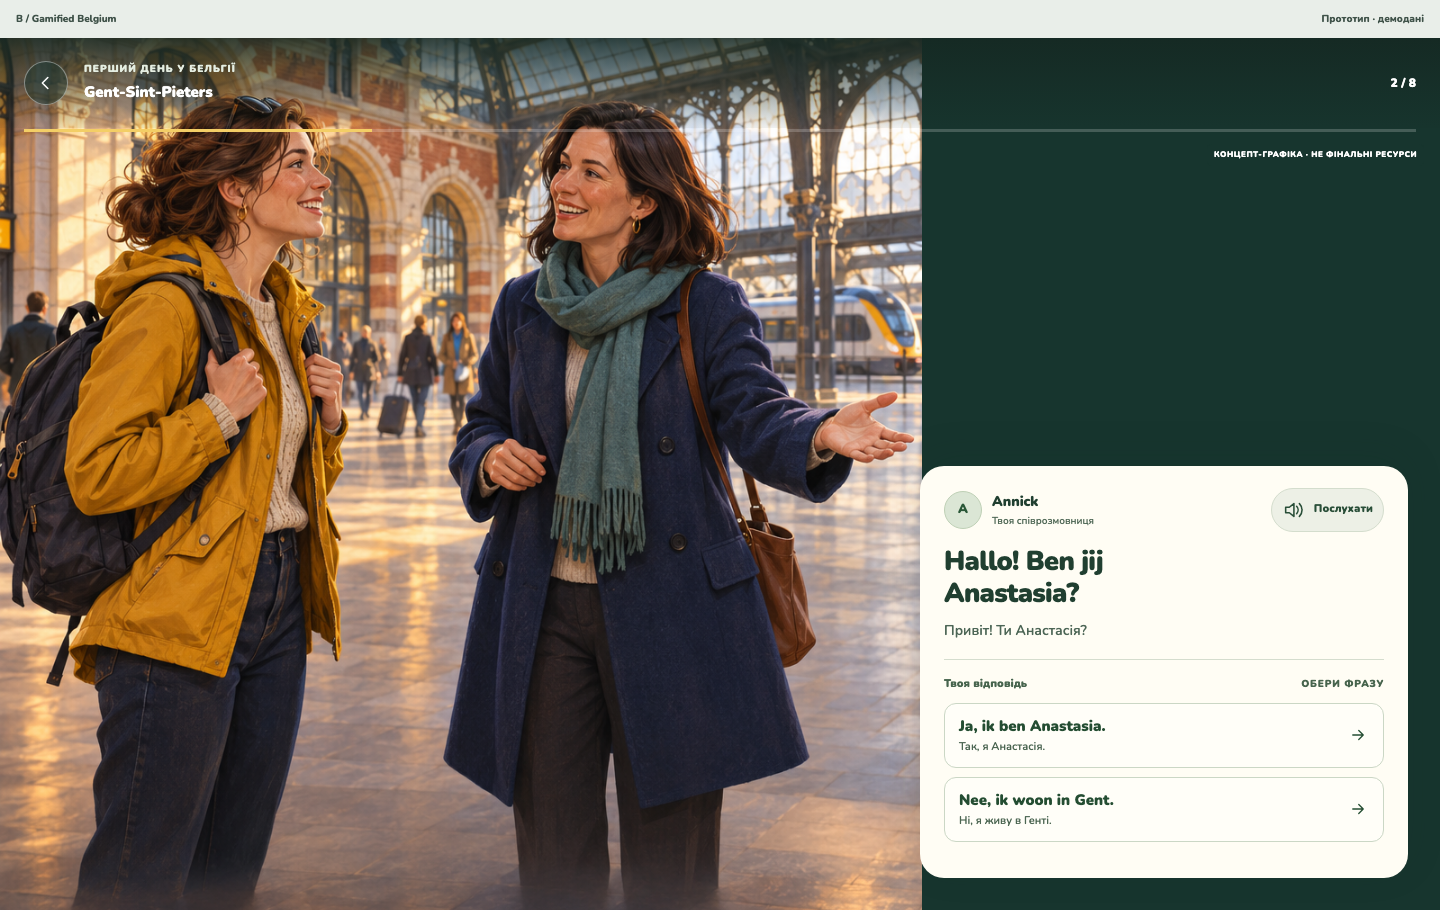 B / Gamified Belgium
Прототип · демодані
ПЕРШИЙ ДЕНЬ У БЕЛЬГІЇ
Gent-Sint-Pieters
2 / 8
КОНЦЕПТ-ГРАФІКА · НЕ ФІНАЛЬНІ РЕСУРСИ
A
Annick
Твоя співрозмовниця
Послухати
Hallo! Ben jij
Anastasia?
Привіт! Ти Анастасія?
Твоя відповідь
ОБЕРИ ФРАЗУ
Ja, ik ben Anastasia.
Так, я Анастасія.
Nee, ik woon in Gent.
Ні, я живу в Генті.